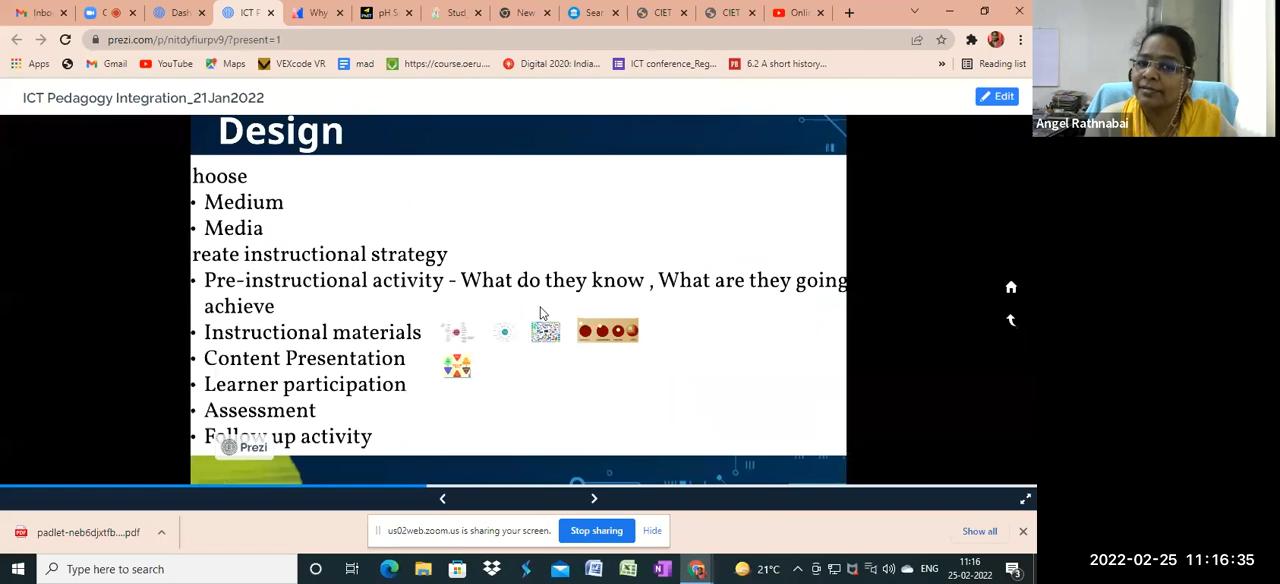 Inbo
C
Dash
ICT F
Why
pH S
Stud
New
Sear
CIET
CIET
Onli
prezi.com/p/nitdyfiurpv9/?present=1
Apps
Gmail
YouTube
Maps
VEXcode VR
mad
https://course.oeru....
Digital 2020: India...
ICT conference_Reg...
6.2 A short history...
»
Reading list
ICT Pedagogy Integration_21Jan2022
Edit
Angel Rathnabai
Design
hoose
• Medium
• Media
reate instructional strategy
• Pre-instructional activity - What do they know , What are they going
achieve
• Instructional materials
• Content Presentation
• Learner participation
• Assessment
• Follow up activity
Prezi
padlet-neb6djxtfb....pdf
us02web.zoom.us is sharing your screen.
Stop sharing
Hide
Show all
Type here to search
21°C
ENG
11:16
25-02-2022
3
2022-02-25 11:16:35